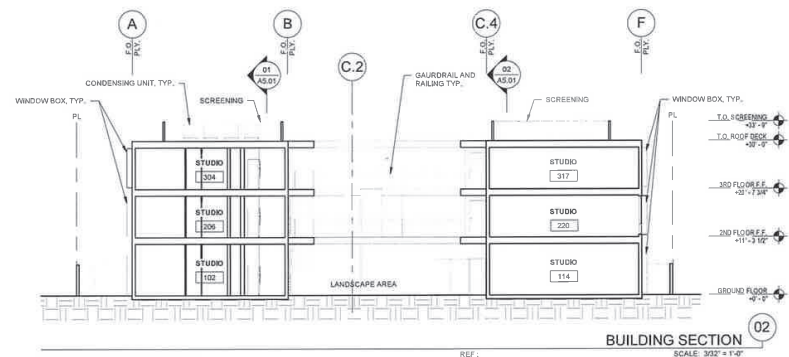 A
B
C.4
F
F.O. PLY.
F.O. PLY.
F.O. PLY.
F.O. PLY.
C.2
01
A5.01
02
A5.01
CONDENSING UNIT, TYP.,
GAURDRAIL AND
RAILING TYP.,
WINDOW BOX, TYP.,
SCREENING
SCREENING
WINDOW BOX, TYP.,
PL
PL
T.O. SCREENING
+33' - 0"
T.O. ROOF DECK
+30' - 0"
STUDIO
304
STUDIO
317
3RD FLOOR F.F.
+20' - 7 3/4"
STUDIO
206
STUDIO
220
2ND FLOOR F.F.
+11' - 3 1/2"
STUDIO
102
STUDIO
114
LANDSCAPE AREA
GROUND FLOOR
+0' - 0"
02
BUILDING SECTION
REF :
SCALE: 3/32" = 1'-0"